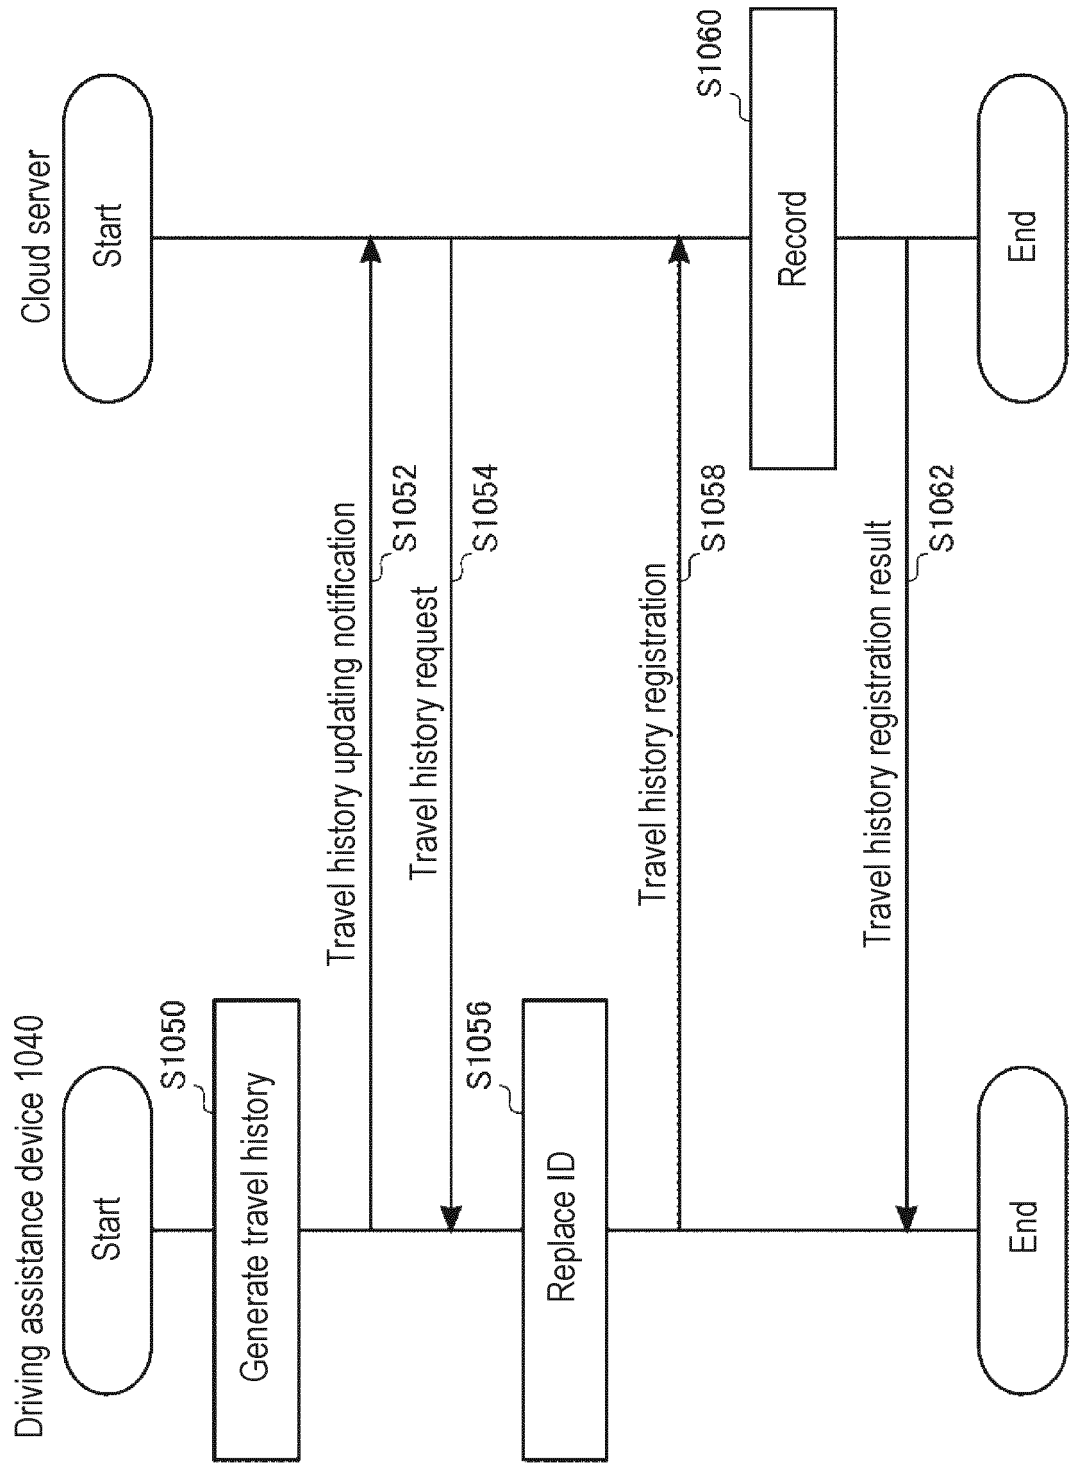 Driving assistance device 1040
Cloud server
Start
Start
S1050
Generate travel history
Travel history updating notification
S1052
Travel history request
S1054
S1056
Replace ID
Travel history registration
S1058
S1060
Record
Travel history registration result
S1062
End
End